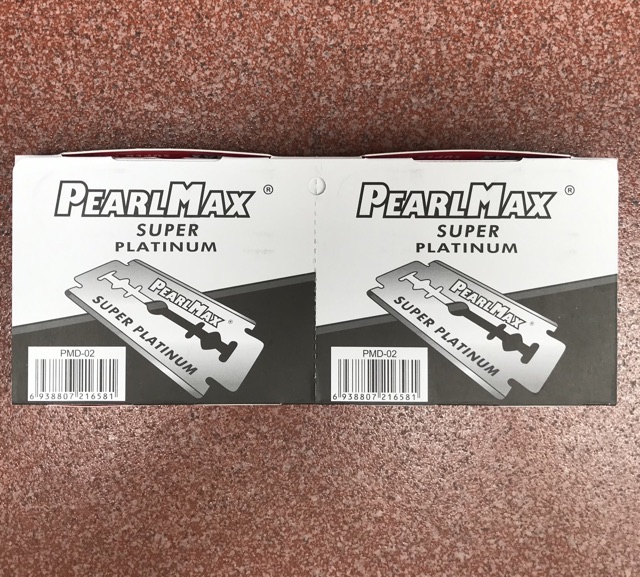 PEARLMAX ®
SUPER
PLATINUM
PEARLMAX ®
SUPER PLATINUM
PMD-02
6 938807 216581
PEARLMAX ®
SUPER
PLATINUM
PEARLMAX ®
SUPER PLATINUM
PMD-02
6 938807 216581